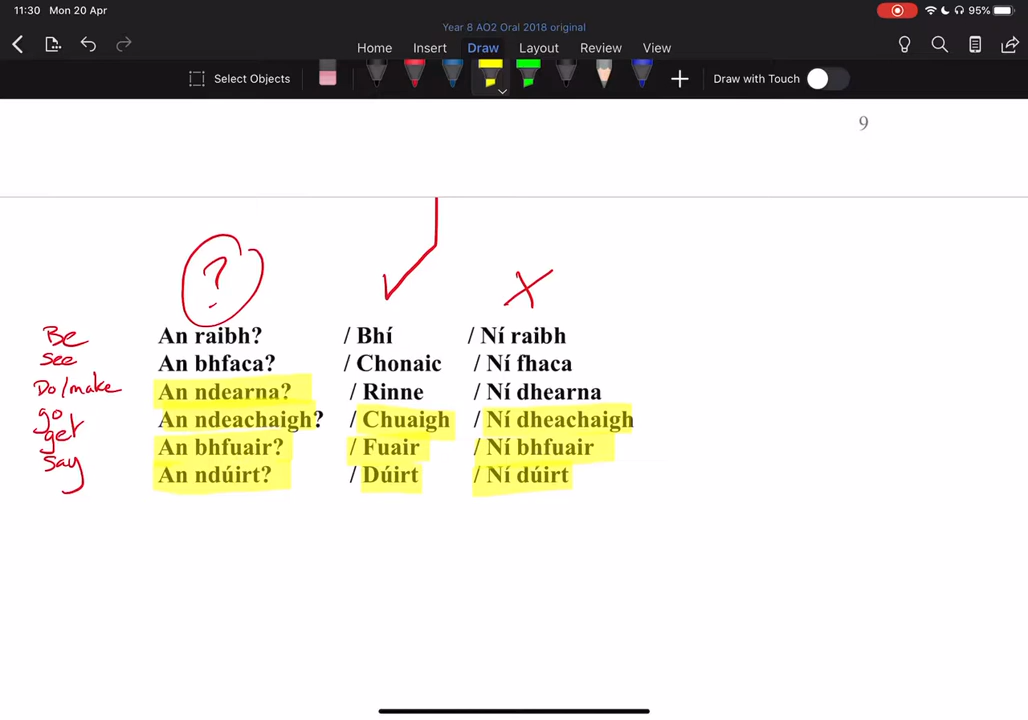 11:30 Mon 20 Apr 95%
Year 8 AO2 Oral 2018 original
Home Insert Draw Layout Review View
Select Objects Draw with Touch
9
?
Be An raibh? / Bhí / Ní raibh
see An bhfaca? / Chonaic / Ní fhaca
Do/make An ndearna? / Rinne / Ní dhearna
go An ndeachaigh? / Chuaigh / Ní dheachaigh
get An bhfuair? / Fuair / Ní bhfuair
say An ndúirt? / Dúirt / Ní dúirt